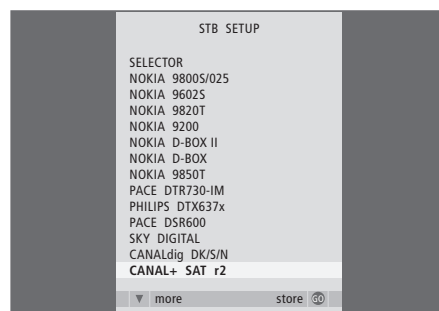 STB SETUP
SELECTOR
NOKIA 9800S/025
NOKIA 9602S
NOKIA 9820T
NOKIA 9200
NOKIA D-BOX II
NOKIA D-BOX
NOKIA 9850T
PACE DTR730-IM
PHILIPS DTX637x
PACE DSR600
SKY DIGITAL
CANALdig DK/S/N
CANAL+ SAT r2
more store GO